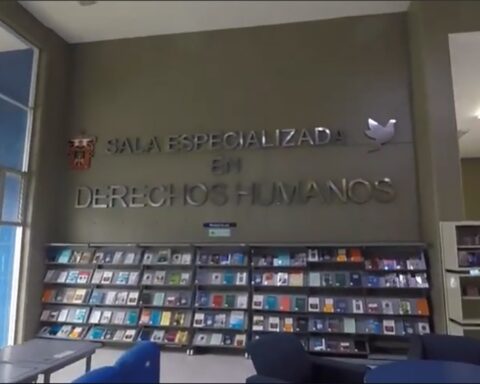 SALA ESPECIALIZADA
EN
DERECHOS HUMANOS